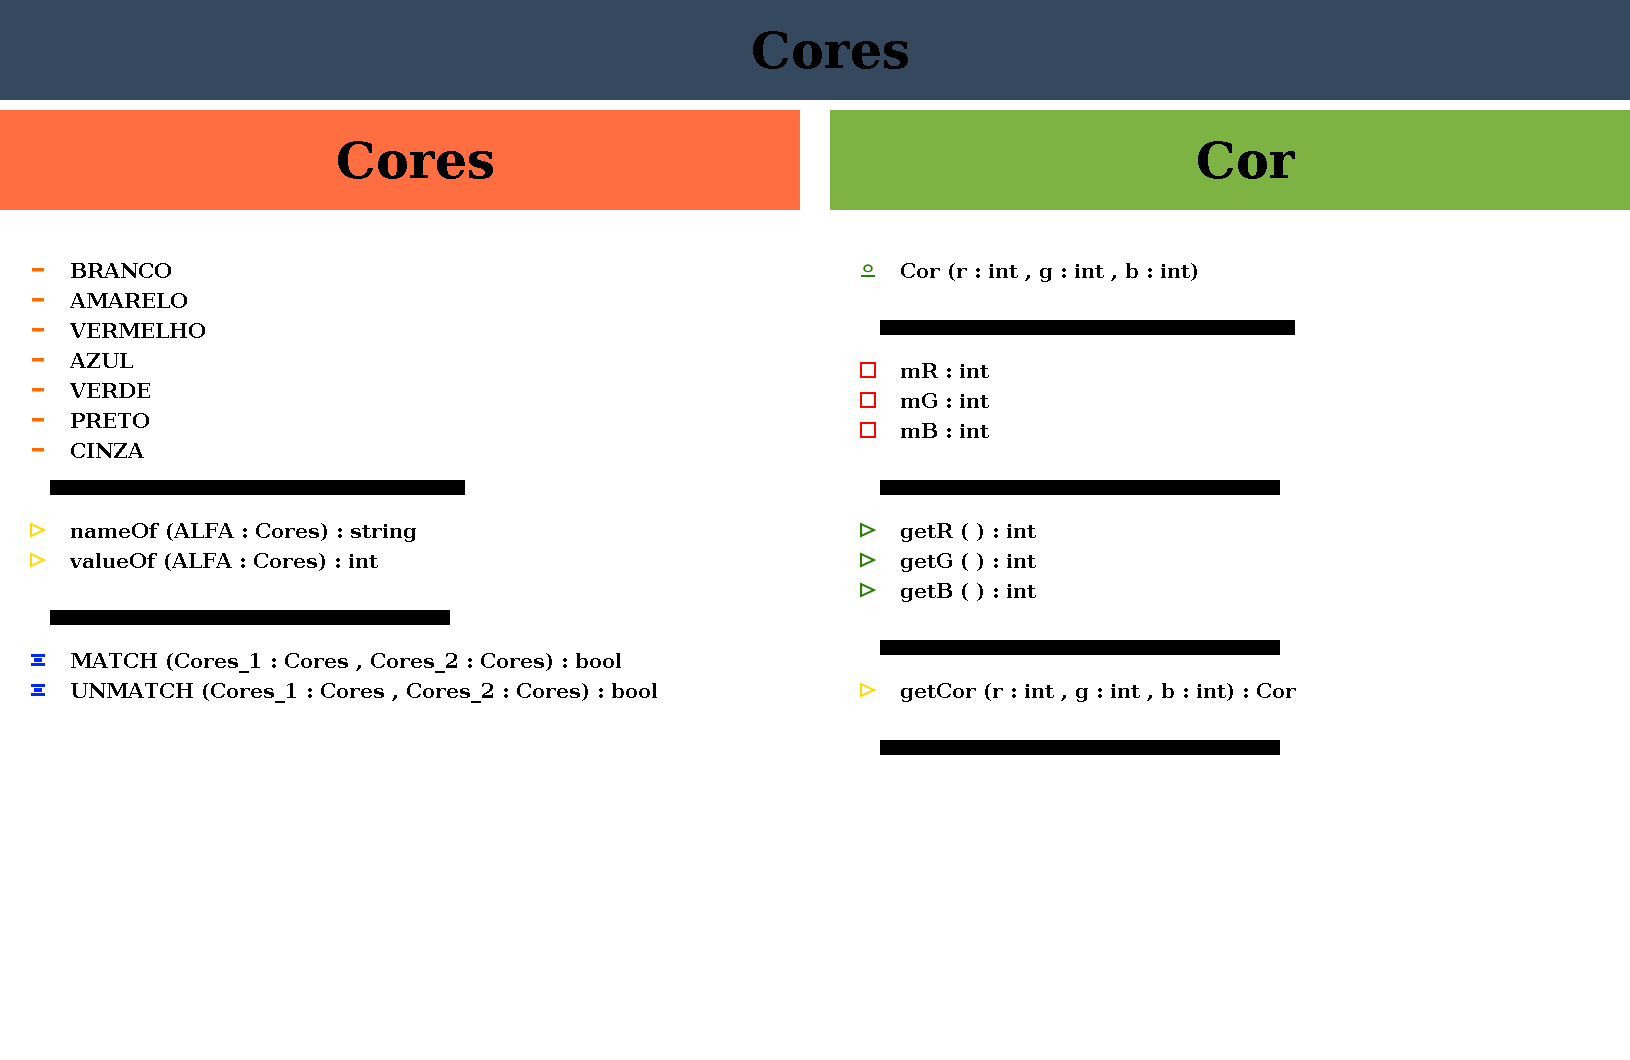 Cores
Cores
BRANCO
AMARELO
VERMELHO
AZUL
VERDE
PRETO
CINZA
nameOf (ALFA : Cores) : string
valueOf (ALFA : Cores) : int
MATCH (Cores_1 : Cores , Cores_2 : Cores) : bool
UNMATCH (Cores_1 : Cores , Cores_2 : Cores) : bool
Cor
Cor (r : int , g : int , b : int)
mR : int
mG : int
mB : int
getR ( ) : int
getG ( ) : int
getB ( ) : int
getCor (r : int , g : int , b : int) : Cor